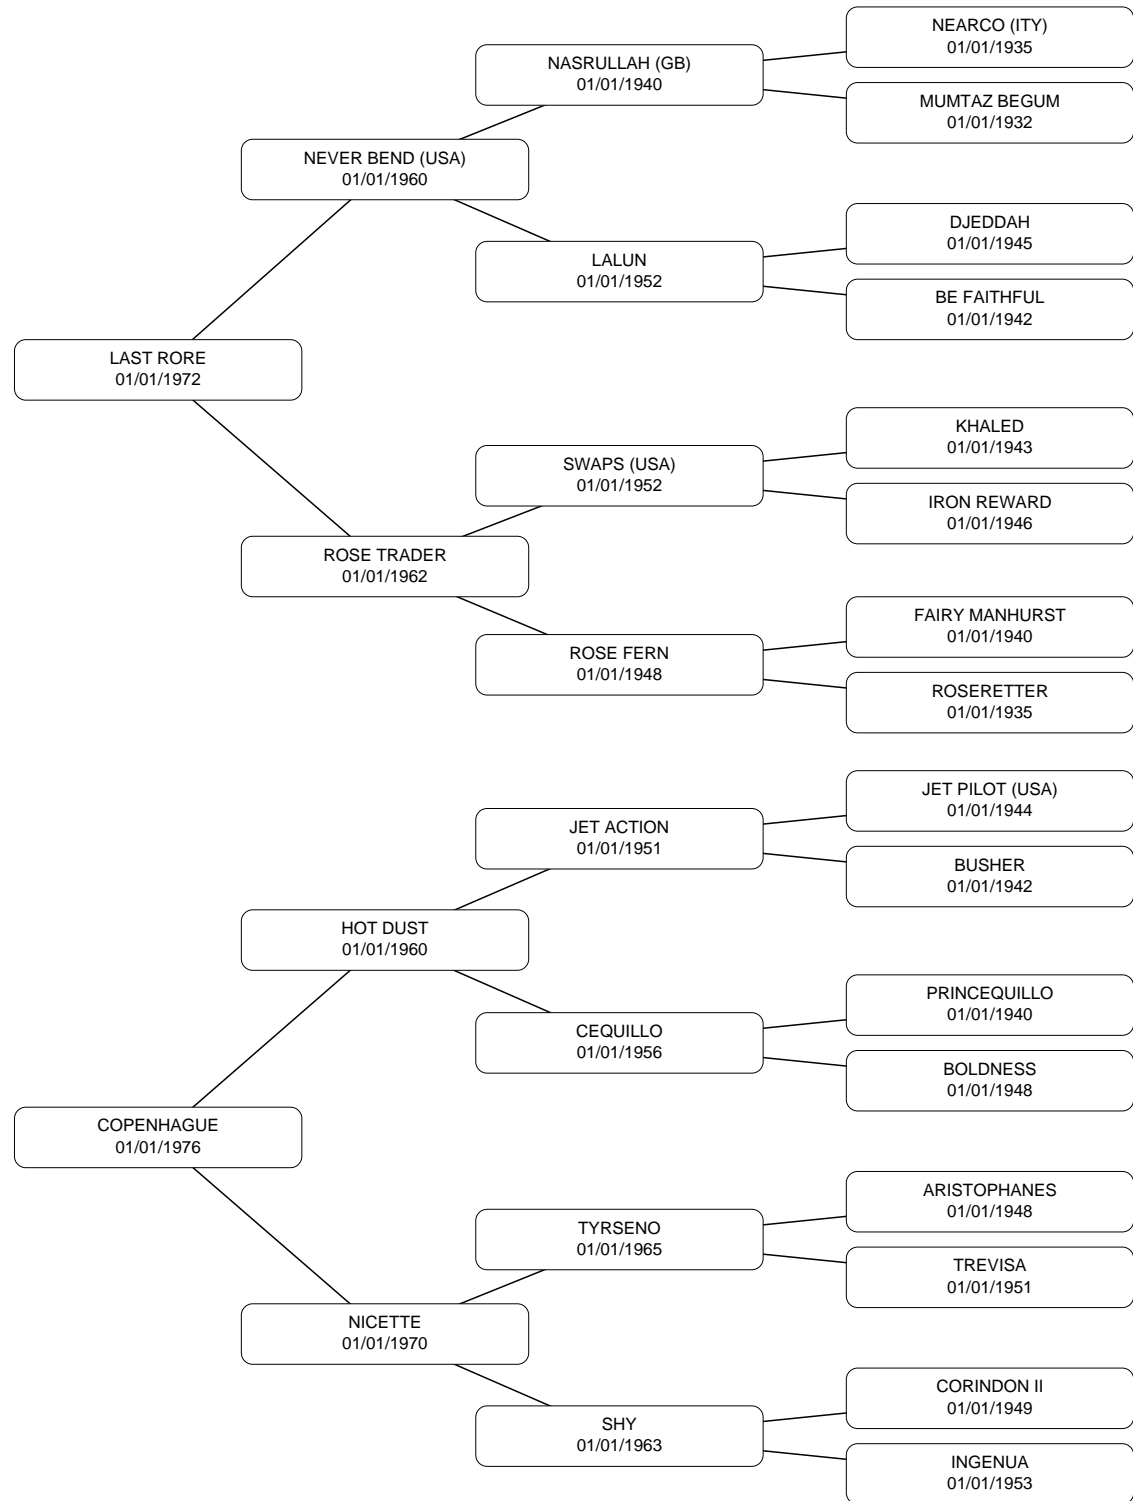 NEARCO (ITY)
01/01/1935
NASRULLAH (GB)
01/01/1940
MUMTAZ BEGUM
01/01/1932
NEVER BEND (USA)
01/01/1960
DJEDDAH
01/01/1945
LALUN
01/01/1952
BE FAITHFUL
01/01/1942
LAST RORE
01/01/1972
KHALED
01/01/1943
SWAPS (USA)
01/01/1952
IRON REWARD
01/01/1946
ROSE TRADER
01/01/1962
FAIRY MANHURST
01/01/1940
ROSE FERN
01/01/1948
ROSERETTER
01/01/1935
JET PILOT (USA)
01/01/1944
JET ACTION
01/01/1951
BUSHER
01/01/1942
HOT DUST
01/01/1960
PRINCEQUILLO
01/01/1940
CEQUILLO
01/01/1956
BOLDNESS
01/01/1948
COPENHAGUE
01/01/1976
ARISTOPHANES
01/01/1948
TYRSENO
01/01/1965
TREVISA
01/01/1951
NICETTE
01/01/1970
CORINDON II
01/01/1949
SHY
01/01/1963
INGENUA
01/01/1953